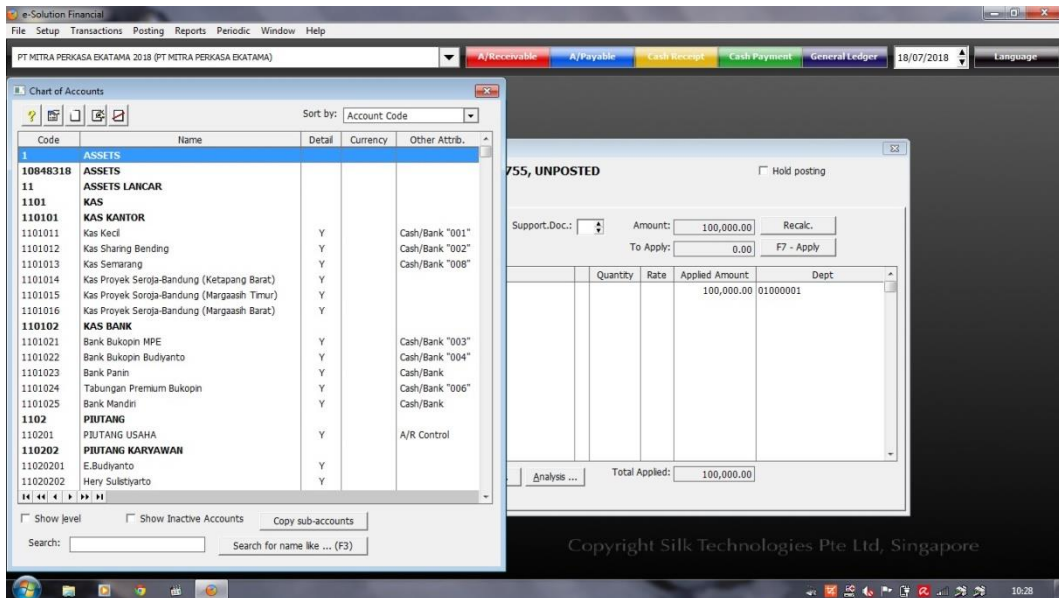 e-Solution Financial
File Setup Transactions Posting Reports Periodic Window Help
PT MITRA PERKASA EKATAMA 2018 (PT MITRA PERKASA EKATAMA)
A/Receivable A/Payable Cash Receipt Cash Payment General Ledger 18/07/2018 Language
Chart of Accounts
Sort by: Account Code
Code Name Detail Currency Other Attrib.
1 ASSETS
10848318 ASSETS
11 ASSETS LANCAR
1101 KAS
110101 KAS KANTOR
1101011 Kas Kecil Y Cash/Bank "001"
1101012 Kas Sharing Bending Y Cash/Bank "002"
1101013 Kas Semarang Y Cash/Bank "008"
1101014 Kas Proyek Seroja-Bandung (Ketapang Barat) Y
1101015 Kas Proyek Soroja-Bandung (Margaasih Timur) Y
1101016 Kas Proyek Seroja-Bandung (Margaasih Barat) Y
110102 KAS BANK
1101021 Bank Bukopin MPE Y Cash/Bank "003"
1101022 Bank Bukopin Budiyanto Y Cash/Bank "004"
1101023 Bank Panin Y Cash/Bank
1101024 Tabungan Premium Bukopin Y Cash/Bank "006"
1101025 Bank Mandiri Y Cash/Bank
1102 PIUTANG
110201 PIUTANG USAHA Y A/R Control
110202 PIUTANG KARYAWAN
11020201 E.Budiyanto Y
11020202 Hery Sulistiyarto Y
Show level Show Inactive Accounts Copy sub-accounts
Search: Search for name like ... (F3)
755, UNPOSTED Hold posting
Support.Doc.: Amount: 100,000.00 Recalc.
To Apply: 0.00 F7 - Apply
Quantity Rate Applied Amount Dept
100,000.00 01000001
Analysis ... Total Applied: 100,000.00
Copyright Silk Technologies Pte Ltd, Singapore
10:28